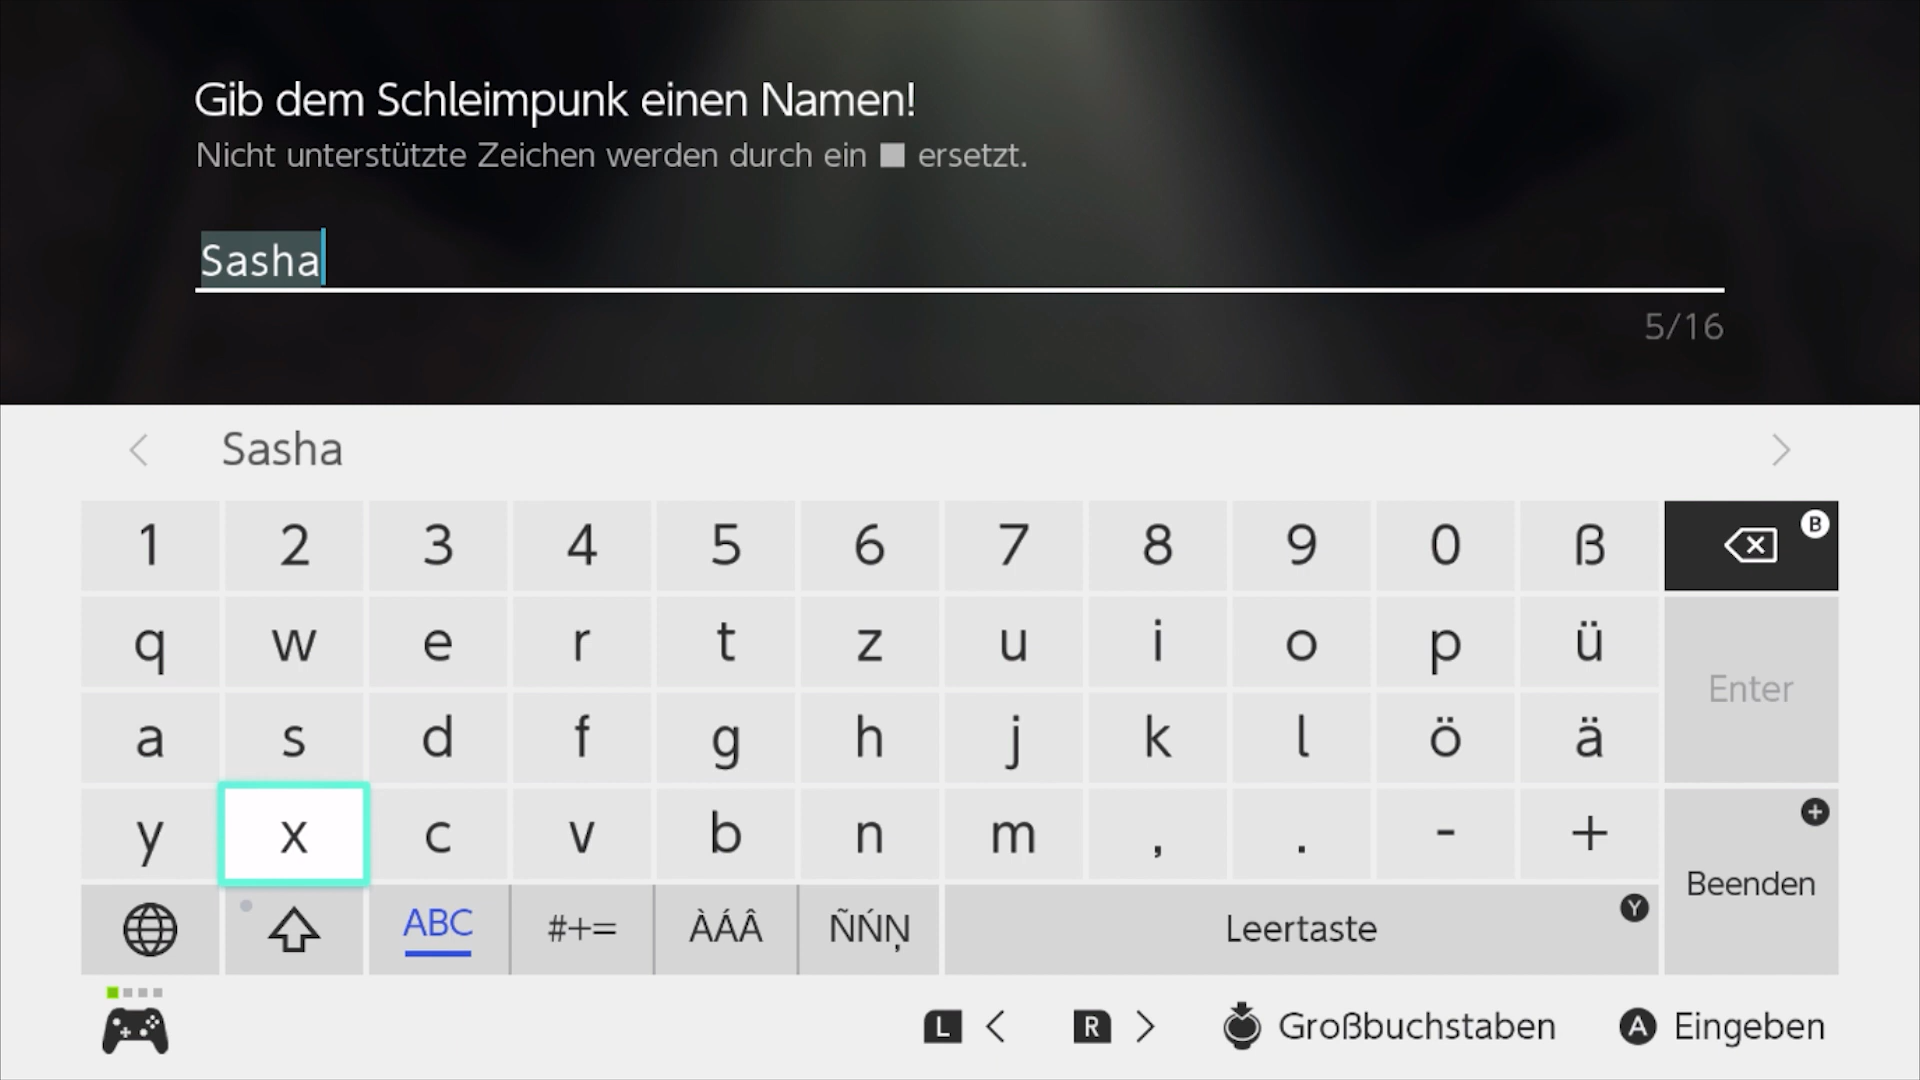 Gib dem Schleimpunk einen Namen!
Nicht unterstützte Zeichen werden durch ein ■ ersetzt.
Sasha
5/16
Sasha
1 2 3 4 5 6 7 8 9 0 ß B
q w e r t z u i o p ü
Enter
a s d f g h j k l ö ä
y x c v b n m , . - +
Beenden
ABC #+= ÀÁÂ ÑŃŅ Leertaste Y
L < R > Großbuchstaben A Eingeben